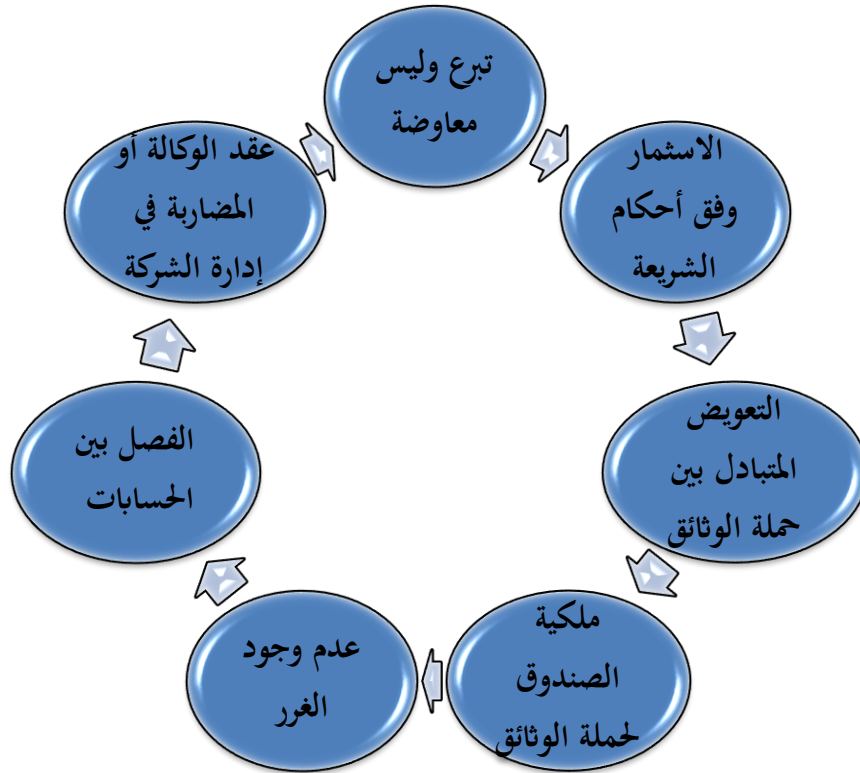 تبرع وليس
معاوضة
الاسثمار
وفق أحكام
الشريعة
التعويض
المتبادل بين
حملة الوثائق
ملكية
الصندوق
لحملة الوثائق
عدم وجود
الغرر
الفصل بين
الحسابات
عقد الوكالة أو
المضاربة في
إدارة الشركة